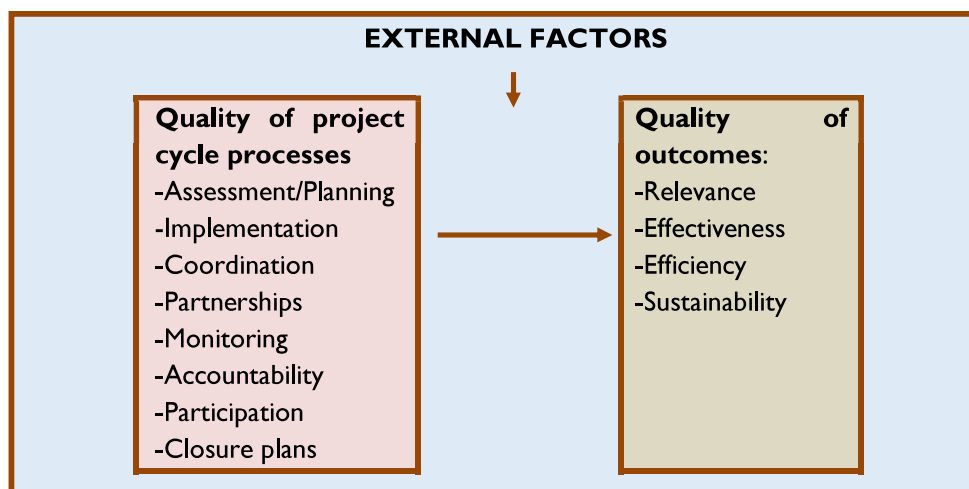 EXTERNAL FACTORS
Quality of project
cycle processes
-Assessment/Planning
-Implementation
-Coordination
-Partnerships
-Monitoring
-Accountability
-Participation
-Closure plans
Quality of
outcomes:
-Relevance
-Effectiveness
-Efficiency
-Sustainability